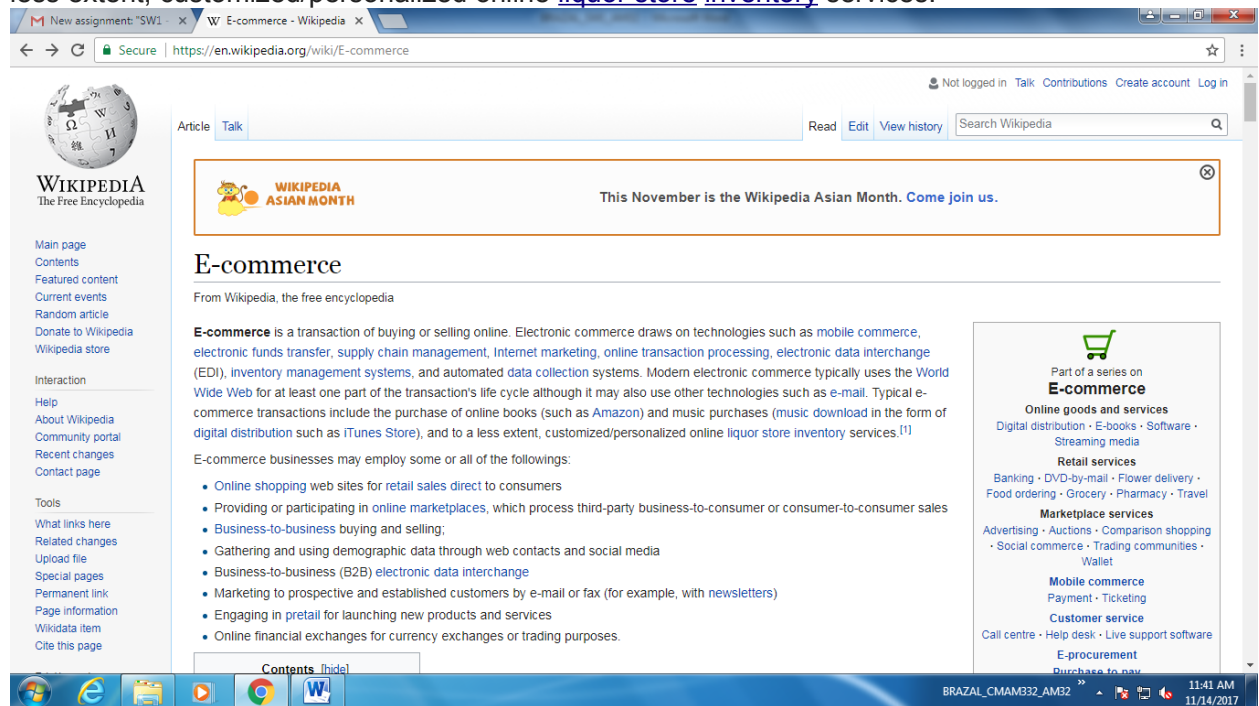 less extent, customized/personalized online liquor store inventory services.
New assignment: "SW1 -
W E-commerce - Wikipedia
Secure | https://en.wikipedia.org/wiki/E-commerce
Not logged in Talk Contributions Create account Log in
Article Talk Read Edit View history Search Wikipedia
WIKIPEDIA
The Free Encyclopedia
WIKIPEDIA
ASIAN MONTH
This November is the Wikipedia Asian Month. Come join us.
Main page
Contents
Featured content
Current events
Random article
Donate to Wikipedia
Wikipedia store
Interaction
Help
About Wikipedia
Community portal
Recent changes
Contact page
Tools
What links here
Related changes
Upload file
Special pages
Permanent link
Page information
Wikidata item
Cite this page
E-commerce
From Wikipedia, the free encyclopedia
E-commerce is a transaction of buying or selling online. Electronic commerce draws on technologies such as mobile commerce,
electronic funds transfer, supply chain management, Internet marketing, online transaction processing, electronic data interchange
(EDI), inventory management systems, and automated data collection systems. Modern electronic commerce typically uses the World
Wide Web for at least one part of the transaction's life cycle although it may also use other technologies such as e-mail. Typical e-
commerce transactions include the purchase of online books (such as Amazon) and music purchases (music download in the form of
digital distribution such as iTunes Store), and to a less extent, customized/personalized online liquor store inventory services.[1]
E-commerce businesses may employ some or all of the followings:
• Online shopping web sites for retail sales direct to consumers
• Providing or participating in online marketplaces, which process third-party business-to-consumer or consumer-to-consumer sales
• Business-to-business buying and selling;
• Gathering and using demographic data through web contacts and social media
• Business-to-business (B2B) electronic data interchange
• Marketing to prospective and established customers by e-mail or fax (for example, with newsletters)
• Engaging in pretail for launching new products and services
• Online financial exchanges for currency exchanges or trading purposes.
Contents [hide]
Part of a series on
E-commerce
Online goods and services
Digital distribution · E-books · Software ·
Streaming media
Retail services
Banking · DVD-by-mail · Flower delivery ·
Food ordering · Grocery · Pharmacy · Travel
Marketplace services
Advertising · Auctions · Comparison shopping
· Social commerce · Trading communities ·
Wallet
Mobile commerce
Payment · Ticketing
Customer service
Call centre · Help desk · Live support software
E-procurement
Purchase to pay
BRAZAL_CMAM332_AM32
11:41 AM
11/14/2017